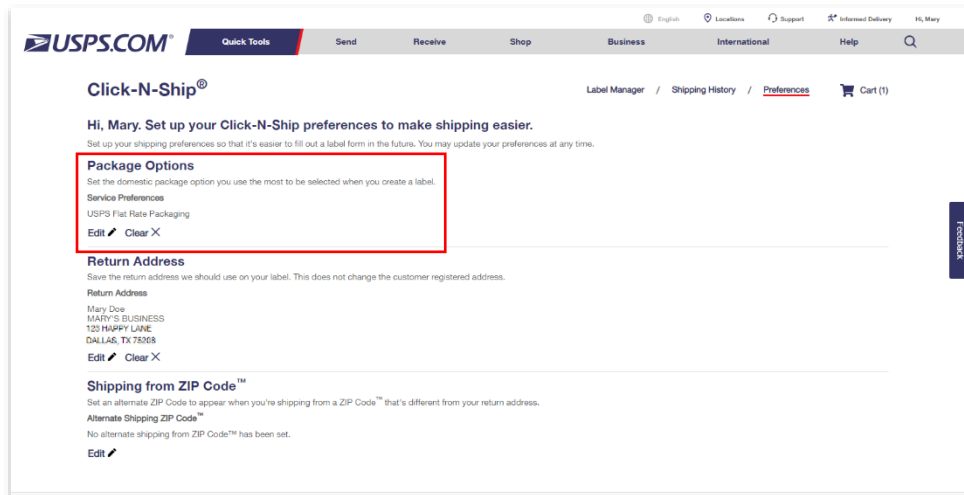 English Locations Support Informed Delivery Hi, Mary
USPS.COM® Quick Tools Send Receive Shop Business International Help
Click-N-Ship® Label Manager / Shipping History / Preferences Cart (1)
Hi, Mary. Set up your Click-N-Ship preferences to make shipping easier.
Set up your shipping preferences so that it's easier to fill out a label form in the future. You may update your preferences at any time.
Package Options
Set the domestic package option you use the most to be selected when you create a label.
Service Preferences
USPS Flat Rate Packaging
Edit Clear
Feedback
Return Address
Save the return address we should use on your label. This does not change the customer registered address.
Return Address
Mary Doe
MARY'S BUSINESS
123 HAPPY LANE
DALLAS, TX 75208
Edit Clear
Shipping from ZIP Code™
Set an alternate ZIP Code to appear when you're shipping from a ZIP Code™ that's different from your return address.
Alternate Shipping ZIP Code™
No alternate shipping from ZIP Code™ has been set.
Edit